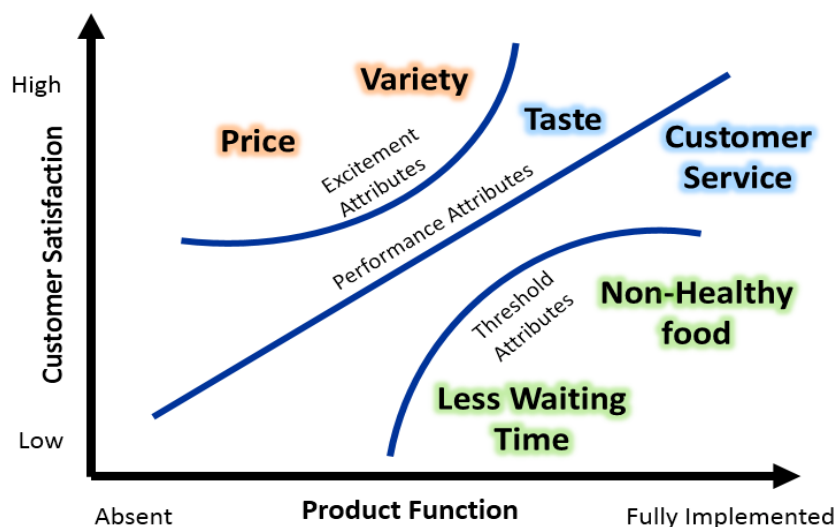 High
Variety
Price
Taste
Customer
Service
Excitement
Attributes
Performance Attributes
Customer Satisfaction
Threshold
Attributes
Non-Healthy
food
Less Waiting
Time
Low
Absent
Product Function
Fully Implemented